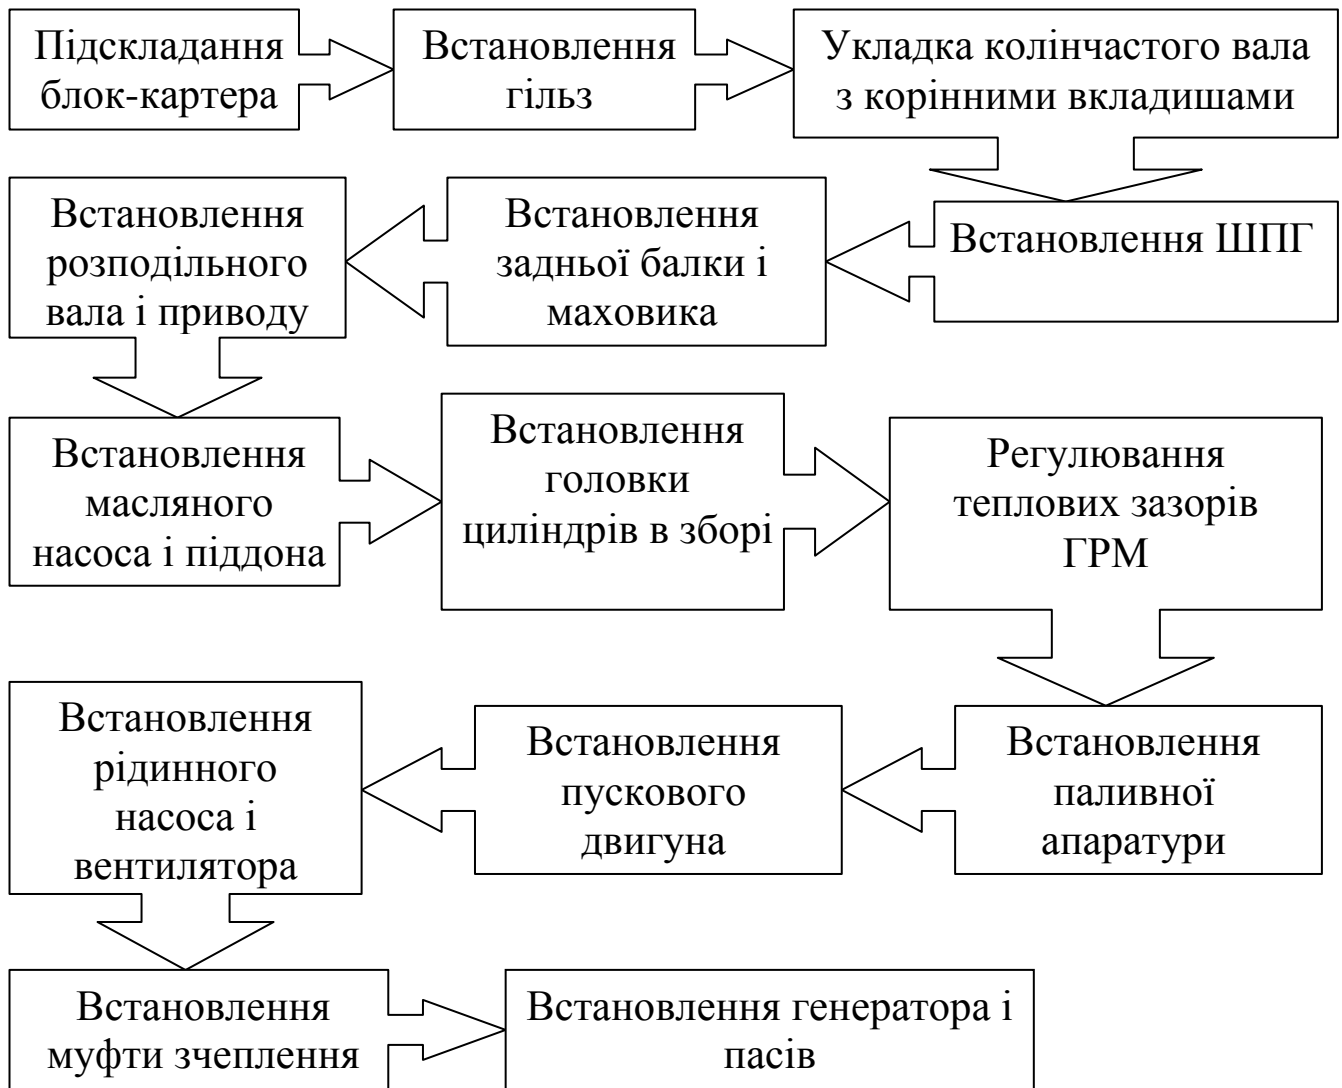 Підскладання
блок-картера
Встановлення
гільз
Укладка колінчастого вала
з корінними вкладишами
Встановлення ШПГ
Встановлення
задньої балки і
маховика
Встановлення
розподільного
вала і приводу
Встановлення
масляного
насоса і піддона
Встановлення
головки
циліндрів в зборі
Регулювання
теплових зазорів
ГРМ
Встановлення
паливної
апаратури
Встановлення
пускового
двигуна
Встановлення
рідинного
насоса і
вентилятора
Встановлення
муфти зчеплення
Встановлення генератора і
пасів